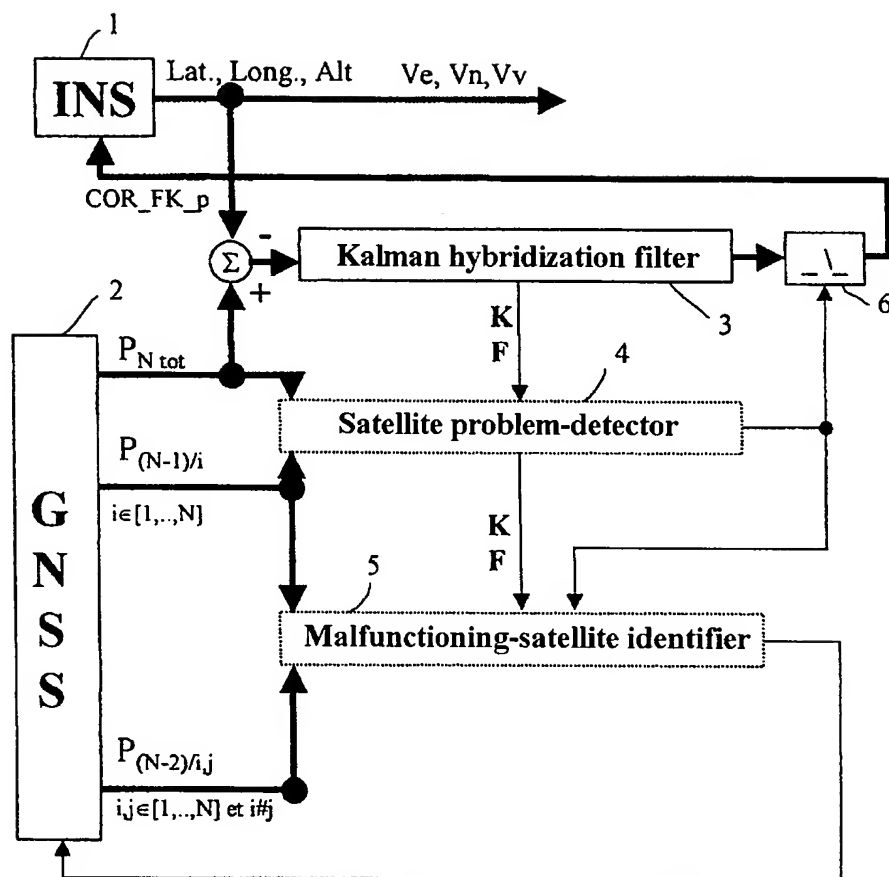 1
Lat., Long., Alt
Ve, Vn,Vv
INS
COR_FK_p
-
Σ
+
Kalman hybridization filter
_\_
2
3
6
P_N tot
K
F
4
Satellite problem-detector
P_(N-1)/i
i∈[1,..,N]
G
N
S
S
K
F
5
Malfunctioning-satellite identifier
P_(N-2)/i,j
i,j∈[1,..,N] et i#j